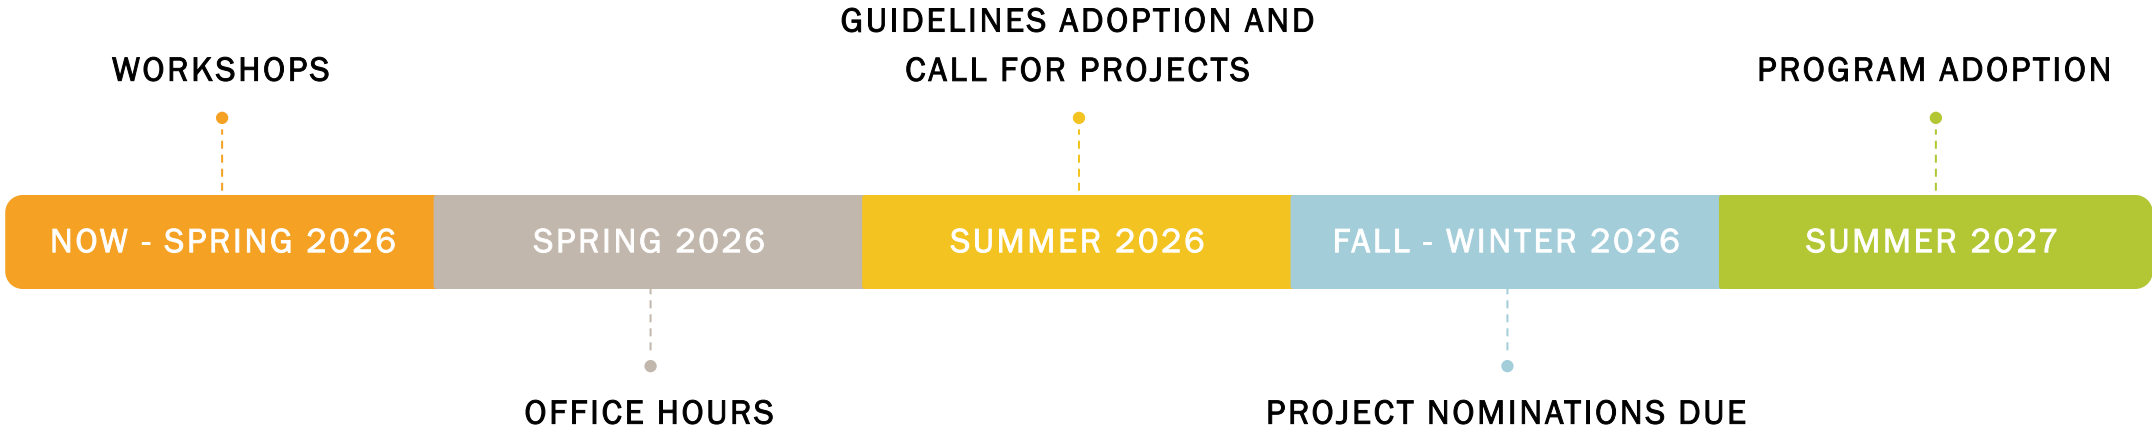 GUIDELINES ADOPTION AND
CALL FOR PROJECTS
WORKSHOPS
PROGRAM ADOPTION
NOW - SPRING 2026
SPRING 2026
SUMMER 2026
FALL - WINTER 2026
SUMMER 2027
OFFICE HOURS
PROJECT NOMINATIONS DUE